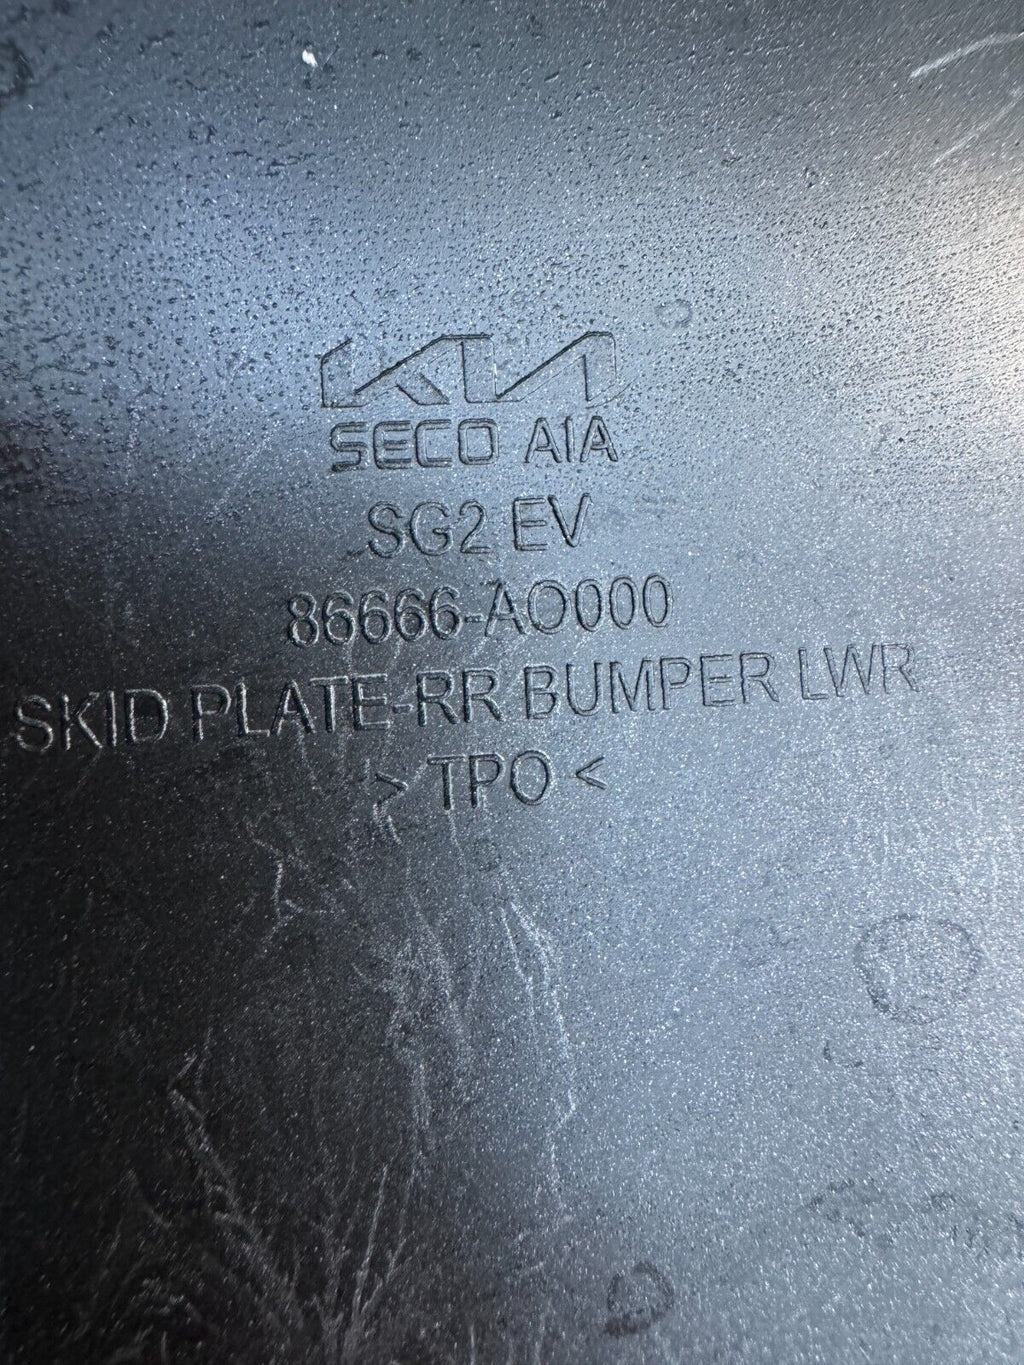 KIA
SECO AIA
SG2 EV
86666-AO000
SKID PLATE-RR BUMPER LWR
> TPO <